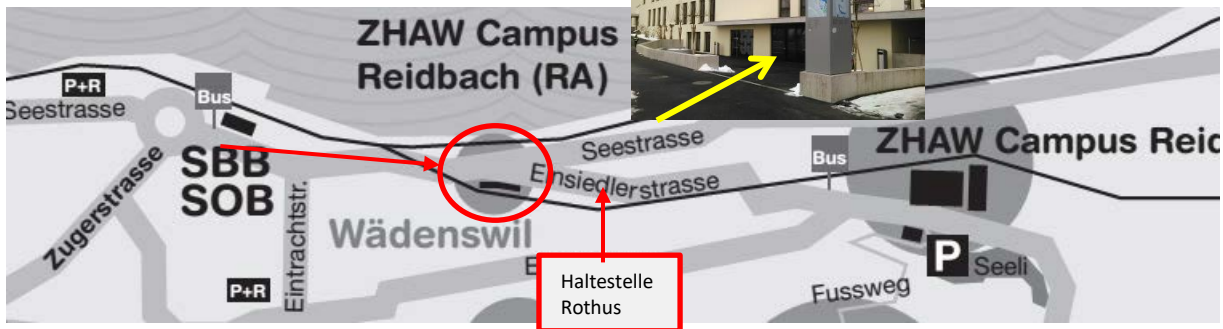 ZHAW Campus
Reidbach (RA)
P+R
Seestrasse
Bus
SBB
SOB
Zugerstrasse
Eintrachtstr.
P+R
Wädenswil
Seestrasse
Einsiedlerstrasse
Haltestelle
Rothus
E
Bus
ZHAW Campus Reid
P
Seeli
Fussweg